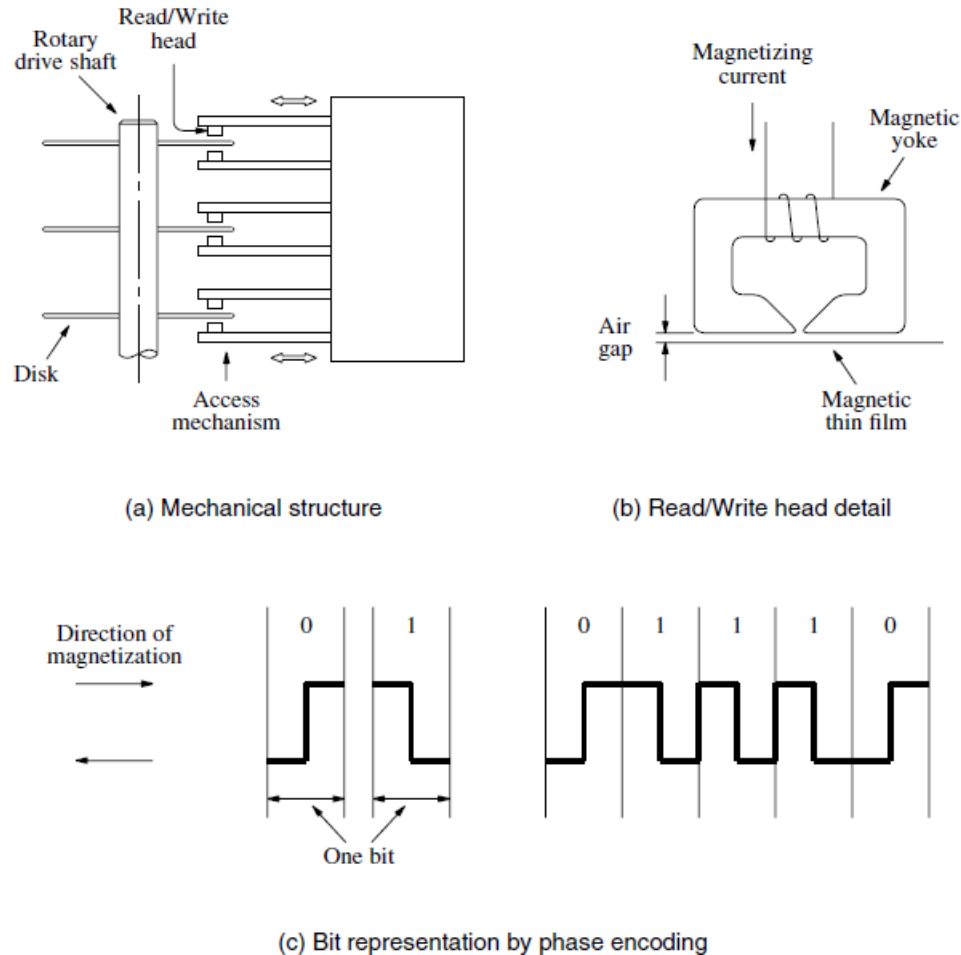 Read/Write
head
Rotary
drive shaft
Disk
Access
mechanism
(a) Mechanical structure
Magnetizing
current
Magnetic
yoke
Air
gap
Magnetic
thin film
(b) Read/Write head detail
Direction of
magnetization
0 1
One bit
0 1 1 1 0
(c) Bit representation by phase encoding